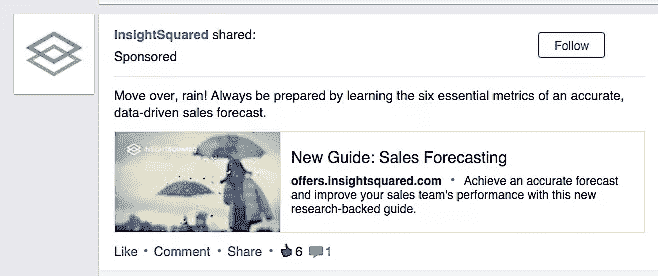 InsightSquared shared:
Follow
Sponsored
Move over, rain! Always be prepared by learning the six essential metrics of an accurate,
data-driven sales forecast.
INSIGHTSQUARED
New Guide: Sales Forecasting
offers.insightsquared.com • Achieve an accurate forecast
and improve your sales team's performance with this new
research-backed guide.
Like • Comment • Share • 6 1